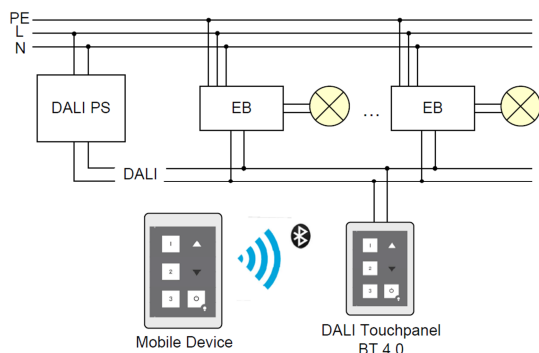 PE
L
N
DALI PS
EB
...
EB
DALI
1
2
3
1
2
3
Mobile Device
DALI Touchpanel
BT 4.0